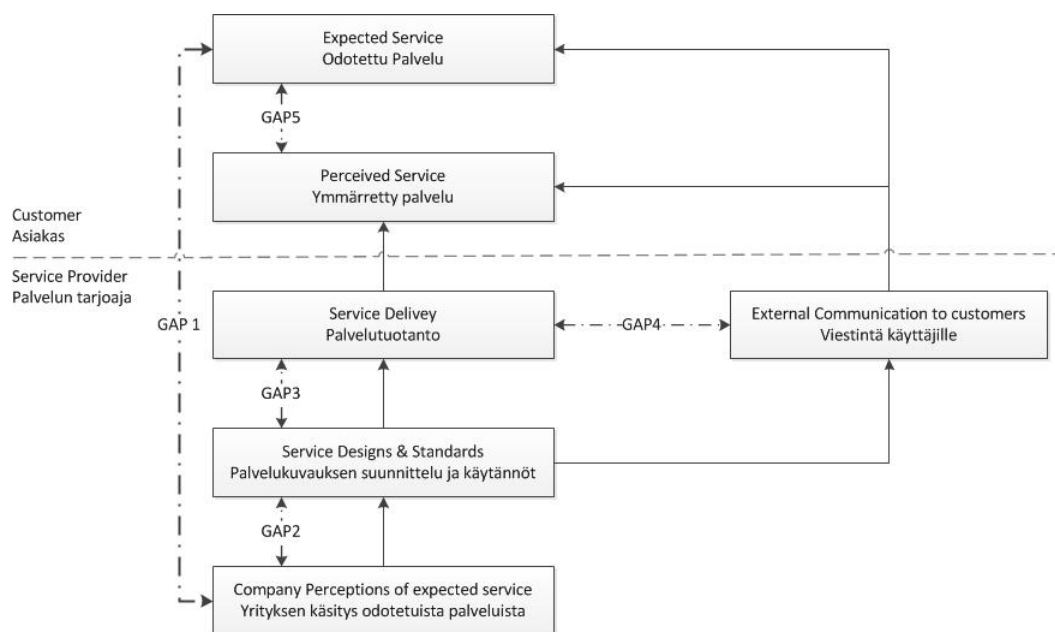 Expected Service
Odotettu Palvelu
GAP5
Perceived Service
Ymmärretty palvelu
Customer
Asiakas
Service Provider
Palvelun tarjoaja
GAP 1
Service Delivey
Palvelutuotanto
GAP4
External Communication to customers
Viestintä käyttäjille
GAP3
Service Designs & Standards
Palvelukuvauksen suunnittelu ja käytännöt
GAP2
Company Perceptions of expected service
Yrityksen käsitys odotetuista palveluista